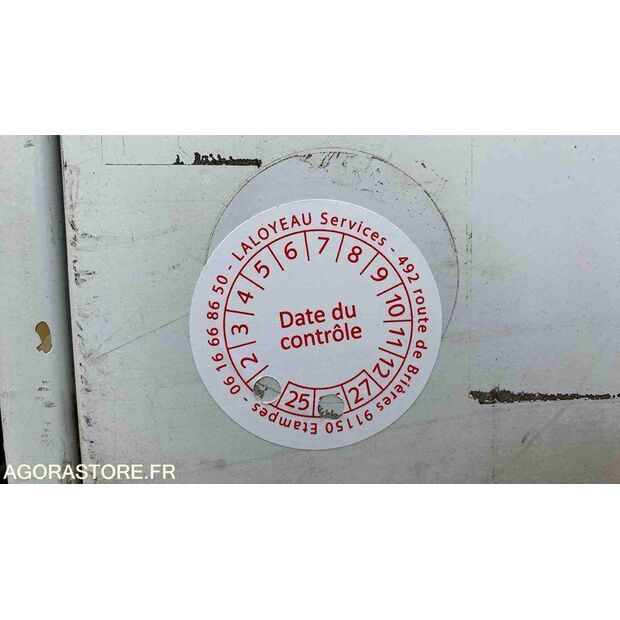 LALOYEAU Services - 492 route de Brières 91150 Etampes - 06 16 66 86 50 -
2 3 4 5 6 7 8 9 10 11 12
Date du
contrôle
25 27
AGORASTORE.FR